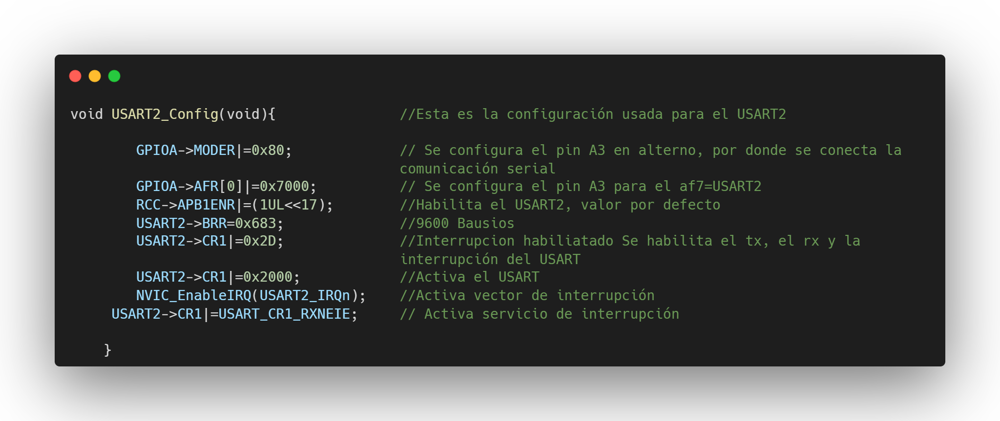 void USART2_Config(void){ //Esta es la configuración usada para el USART2
GPIOA->MODER|=0x80; // Se configura el pin A3 en alterno, por donde se conecta la
comunicación serial
GPIOA->AFR[0]|=0x7000; // Se configura el pin A3 para el af7=USART2
RCC->APB1ENR|=(1UL<<17); //Habilita el USART2, valor por defecto
USART2->BRR=0x683; //9600 Bausios
USART2->CR1|=0x2D; //Interrupcion habiliatado Se habilita el tx, el rx y la
interrupción del USART
USART2->CR1|=0x2000; //Activa el USART
NVIC_EnableIRQ(USART2_IRQn); //Activa vector de interrupción
USART2->CR1|=USART_CR1_RXNEIE; // Activa servicio de interrupción
}